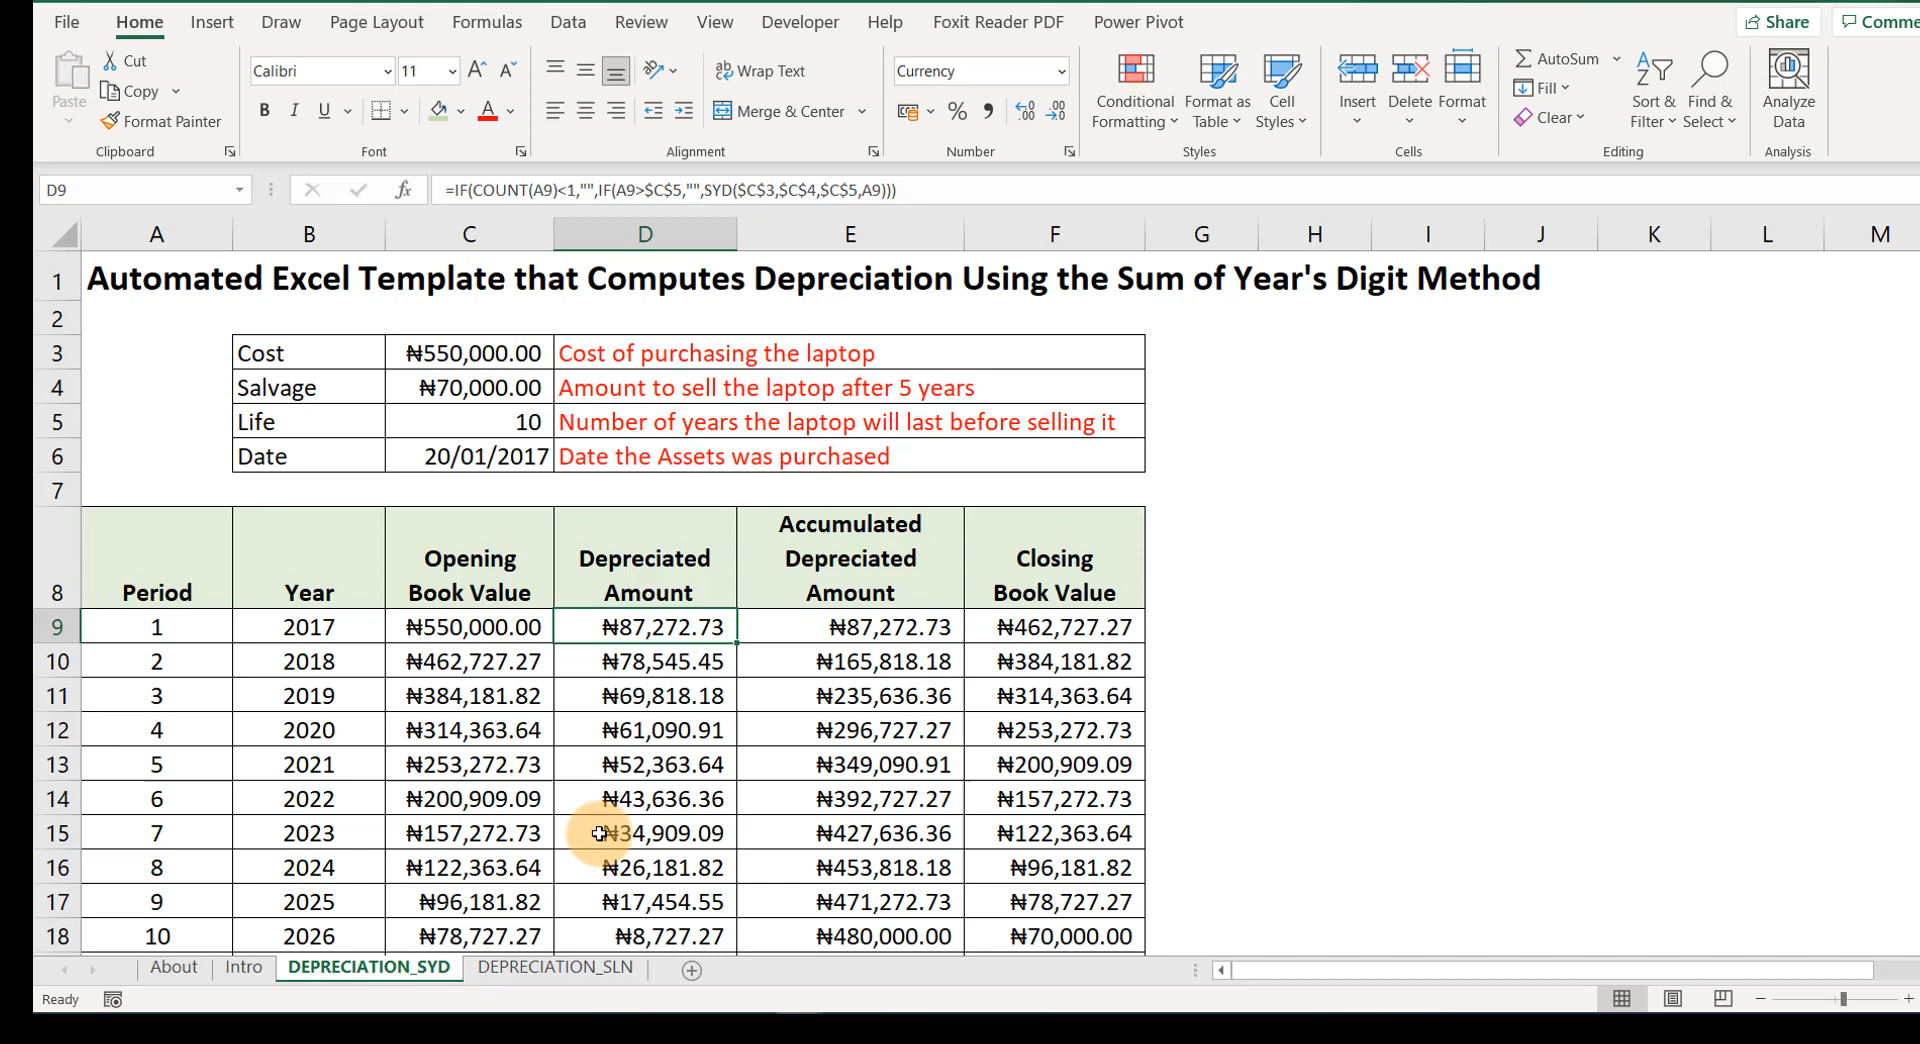 File Home Insert Draw Page Layout Formulas Data Review View Developer Help Foxit Reader PDF Power Pivot Share Comme
Paste Cut Copy Format Painter Clipboard
Calibri 11 A^ A˅ B I U A Font
ab Wrap Text Merge & Center Alignment
Currency % , Number
Conditional Formatting Format as Table Cell Styles Styles
Insert Delete Format Cells
AutoSum Fill Clear Sort & Filter Find & Select Editing
Analyze Data Analysis
D9 fx =IF(COUNT(A9)<1,"",IF(A9>$C$5,"",SYD($C$3,$C$4,$C$5,A9)))
A B C D E F G H I J K L M
1 Automated Excel Template that Computes Depreciation Using the Sum of Year's Digit Method
2
3 Cost ₦550,000.00 Cost of purchasing the laptop
4 Salvage ₦70,000.00 Amount to sell the laptop after 5 years
5 Life 10 Number of years the laptop will last before selling it
6 Date 20/01/2017 Date the Assets was purchased
7
8 Period Year Opening Book Value Depreciated Amount Accumulated Depreciated Amount Closing Book Value
9 1 2017 ₦550,000.00 ₦87,272.73 ₦87,272.73 ₦462,727.27
10 2 2018 ₦462,727.27 ₦78,545.45 ₦165,818.18 ₦384,181.82
11 3 2019 ₦384,181.82 ₦69,818.18 ₦235,636.36 ₦314,363.64
12 4 2020 ₦314,363.64 ₦61,090.91 ₦296,727.27 ₦253,272.73
13 5 2021 ₦253,272.73 ₦52,363.64 ₦349,090.91 ₦200,909.09
14 6 2022 ₦200,909.09 ₦43,636.36 ₦392,727.27 ₦157,272.73
15 7 2023 ₦157,272.73 ₦34,909.09 ₦427,636.36 ₦122,363.64
16 8 2024 ₦122,363.64 ₦26,181.82 ₦453,818.18 ₦96,181.82
17 9 2025 ₦96,181.82 ₦17,454.55 ₦471,272.73 ₦78,727.27
18 10 2026 ₦78,727.27 ₦8,727.27 ₦480,000.00 ₦70,000.00
About Intro DEPRECIATION_SYD DEPRECIATION_SLN
Ready